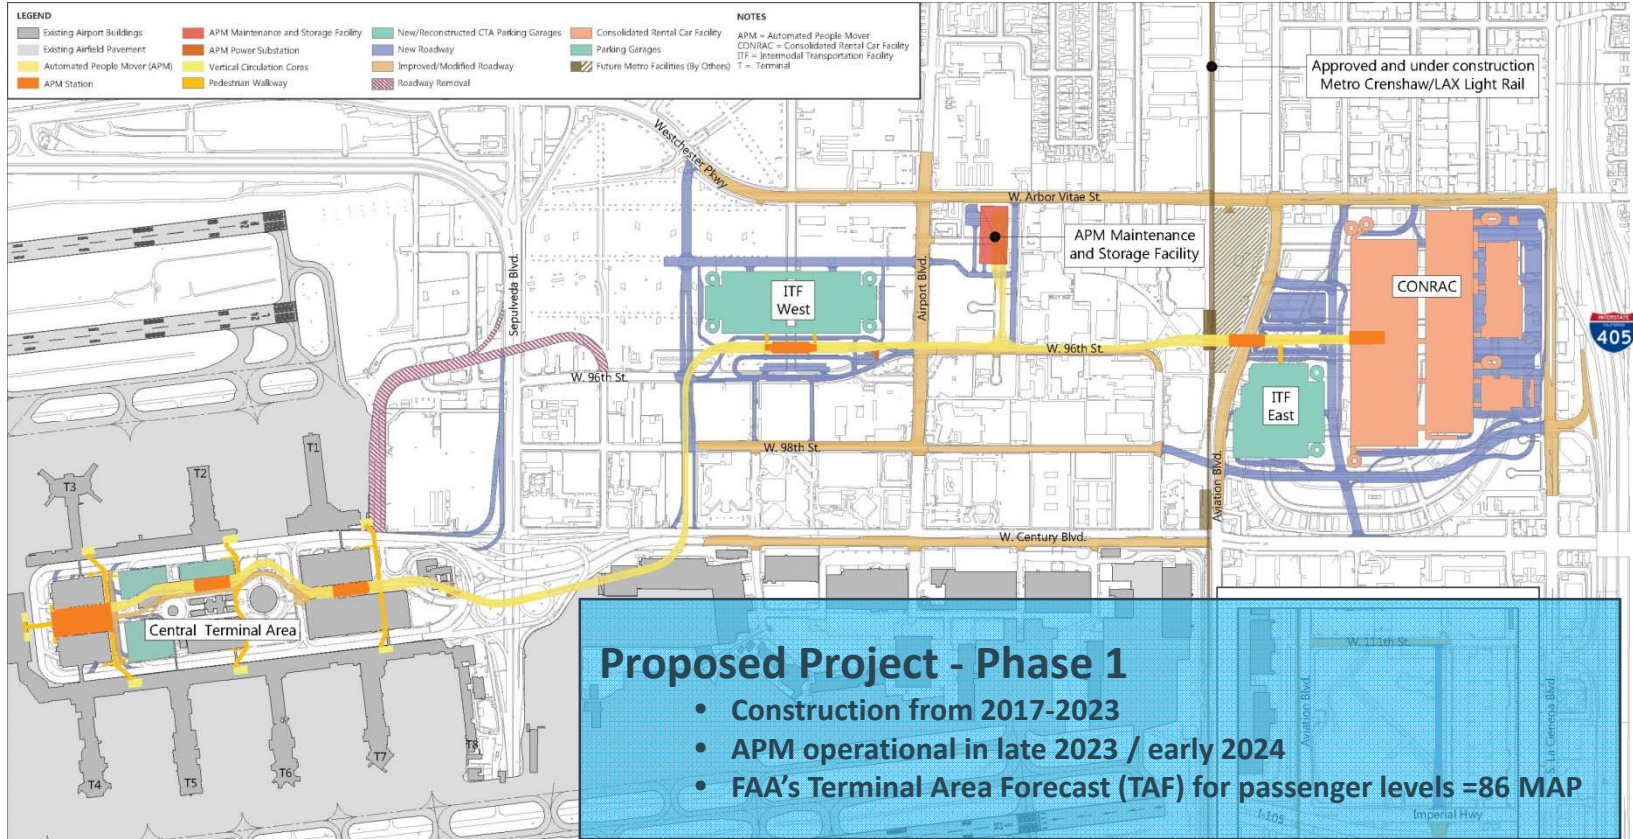 LEGEND
Existing Airport Buildings
Existing Airfield Pavement
Automated People Mover (APM)
APM Station
APM Maintenance and Storage Facility
APM Power Substation
Vertical Circulation Cores
Pedestrian Walkway
New/Reconstructed CTA Parking Garages
New Roadway
Improved/Modified Roadway
Roadway Removal
Consolidated Rental Car Facility
Parking Garages
Future Metro Facilities (By Others)
NOTES
APM = Automated People Mover
CONRAC = Consolidated Rental Car Facility
ITF = Intermodal Transportation Facility
T = Terminal
Approved and under construction
Metro Crenshaw/LAX Light Rail
Westchester Pkwy
W. Arbor Vitae St.
APM Maintenance
and Storage Facility
Sepulveda Blvd.
ITF
West
Airport Blvd.
CONRAC
INTERSTATE
CALIFORNIA
405
W. 96th St.
W. 96th St.
ITF
East
W. 98th St.
Aviation Blvd.
W. Century Blvd.
T1
T2
T3
Central Terminal Area
T4
T5
T6
T7
T8
Proposed Project - Phase 1
• Construction from 2017-2023
• APM operational in late 2023 / early 2024
• FAA's Terminal Area Forecast (TAF) for passenger levels =86 MAP
W. 111th St.
Aviation Blvd.
S. La Cienega Blvd.
I-105
Imperial Hwy